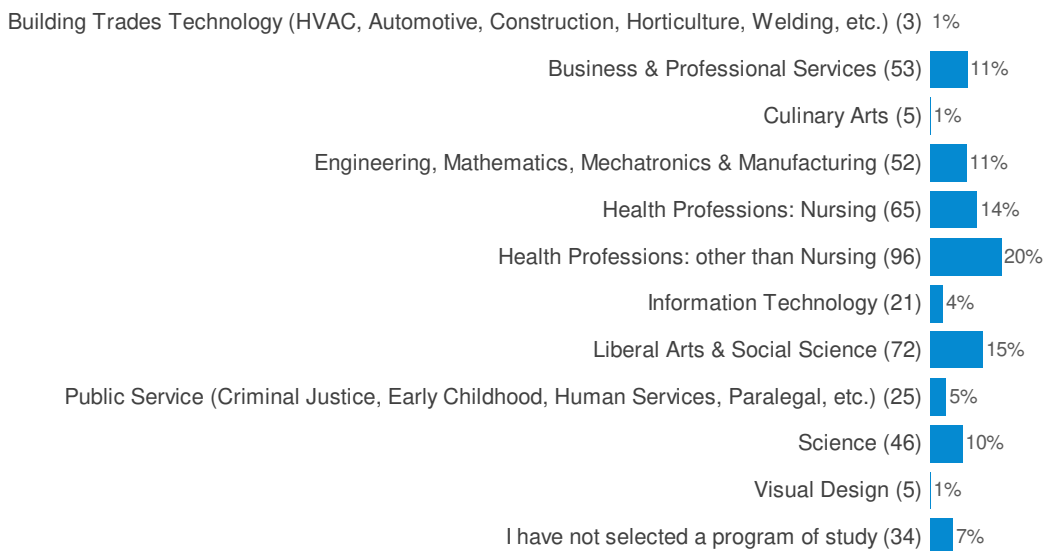 Building Trades Technology (HVAC, Automotive, Construction, Horticulture, Welding, etc.) (3) 1%
Business & Professional Services (53) 11%
Culinary Arts (5) 1%
Engineering, Mathematics, Mechatronics & Manufacturing (52) 11%
Health Professions: Nursing (65) 14%
Health Professions: other than Nursing (96) 20%
Information Technology (21) 4%
Liberal Arts & Social Science (72) 15%
Public Service (Criminal Justice, Early Childhood, Human Services, Paralegal, etc.) (25) 5%
Science (46) 10%
Visual Design (5) 1%
I have not selected a program of study (34) 7%